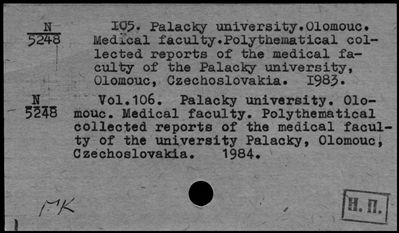 N
5248
105. Palacky university.Olomouc.
Medical faculty.Polythematical col-
lected reports of the medical fa-
culty of the Palacky university,
Olomouc, Czechoslovakia. 1983.
N
5248
Vol.106. Palacky university. Olo-
mouc. Medical faculty. Polythematical
collected reports of the medical facul-
ty of the university Palacky, Olomouc,
Czechoslovakia. 1984.
ГК
Н. П.